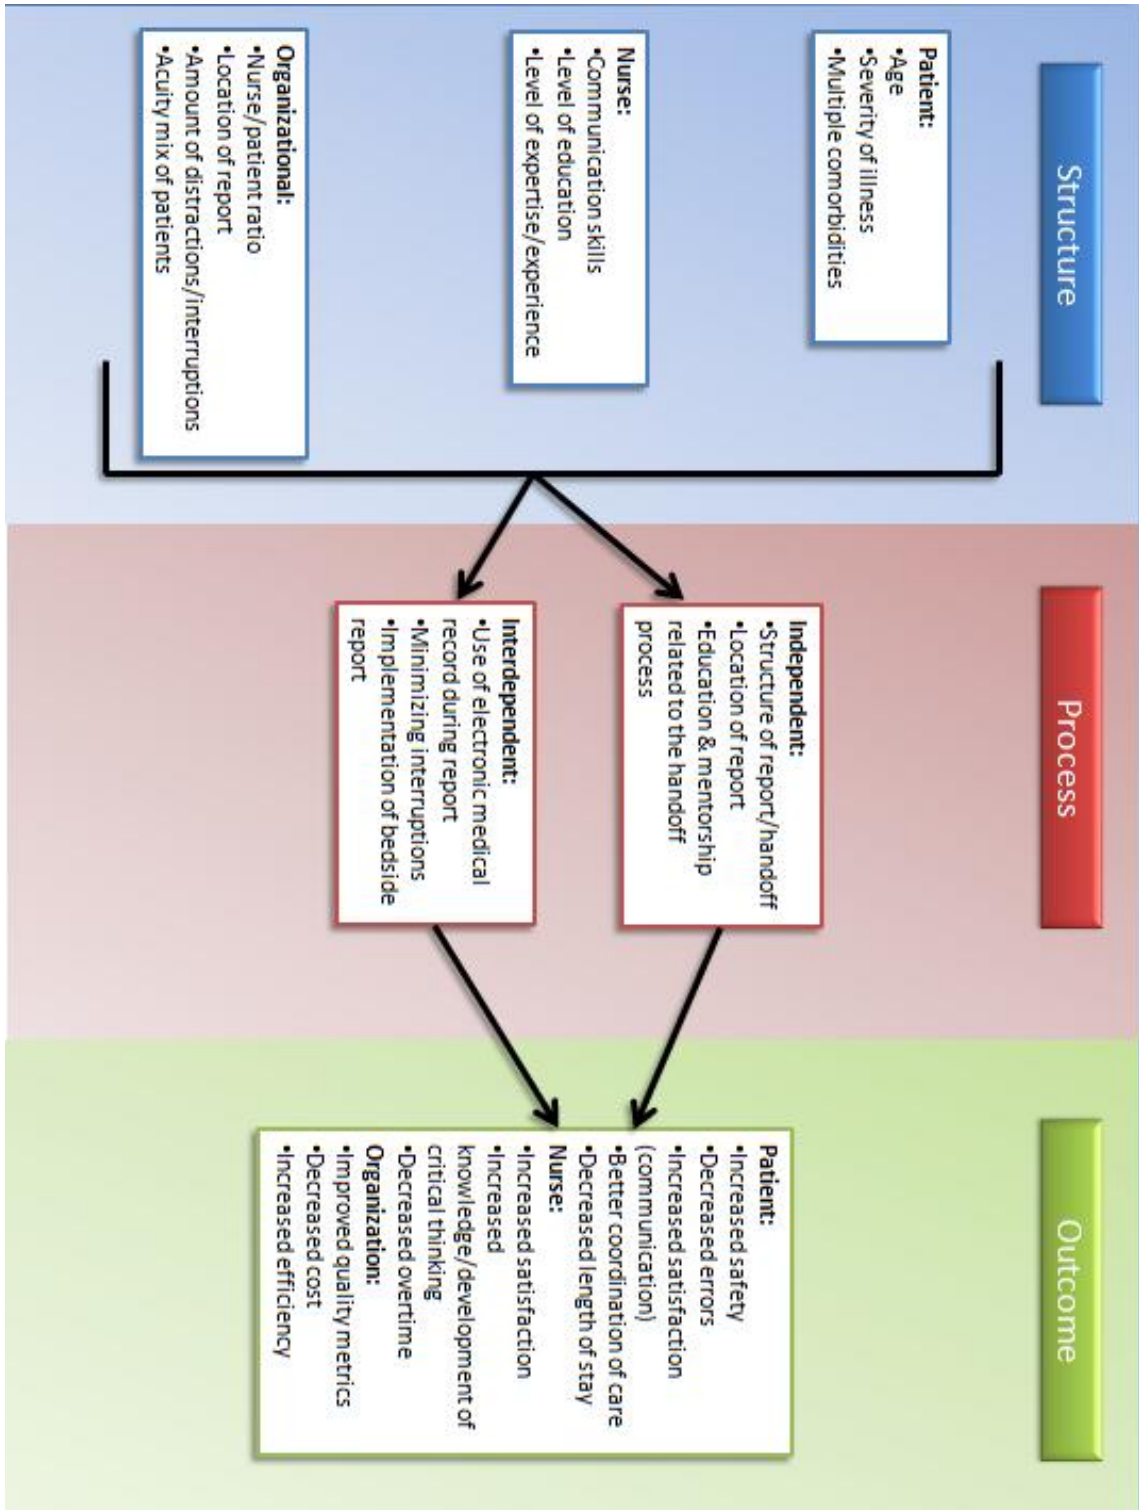 Structure
Patient:
•Age
•Severity of illness
•Multiple comorbidities
Nurse:
•Communication skills
•Level of education
•Level of expertise/experience
Organizational:
•Nurse/patient ratio
•Location of report
•Amount of distractions/interruptions
•Acuity mix of patients
Process
Independent:
•Structure of report/handoff
•Location of report
•Education & mentorship
related to the handoff
process
Interdependent:
•Use of electronic medical
record during report
•Minimizing interruptions
•Implementation of bedside
report
Outcome
Patient:
•Increased safety
•Decreased errors
•Increased satisfaction
(communication)
•Better coordination of care
•Decreased length of stay
Nurse:
•Increased satisfaction
•Increased
knowledge/development of
critical thinking
•Decreased overtime
Organization:
•Improved quality metrics
•Decreased cost
•Increased efficiency